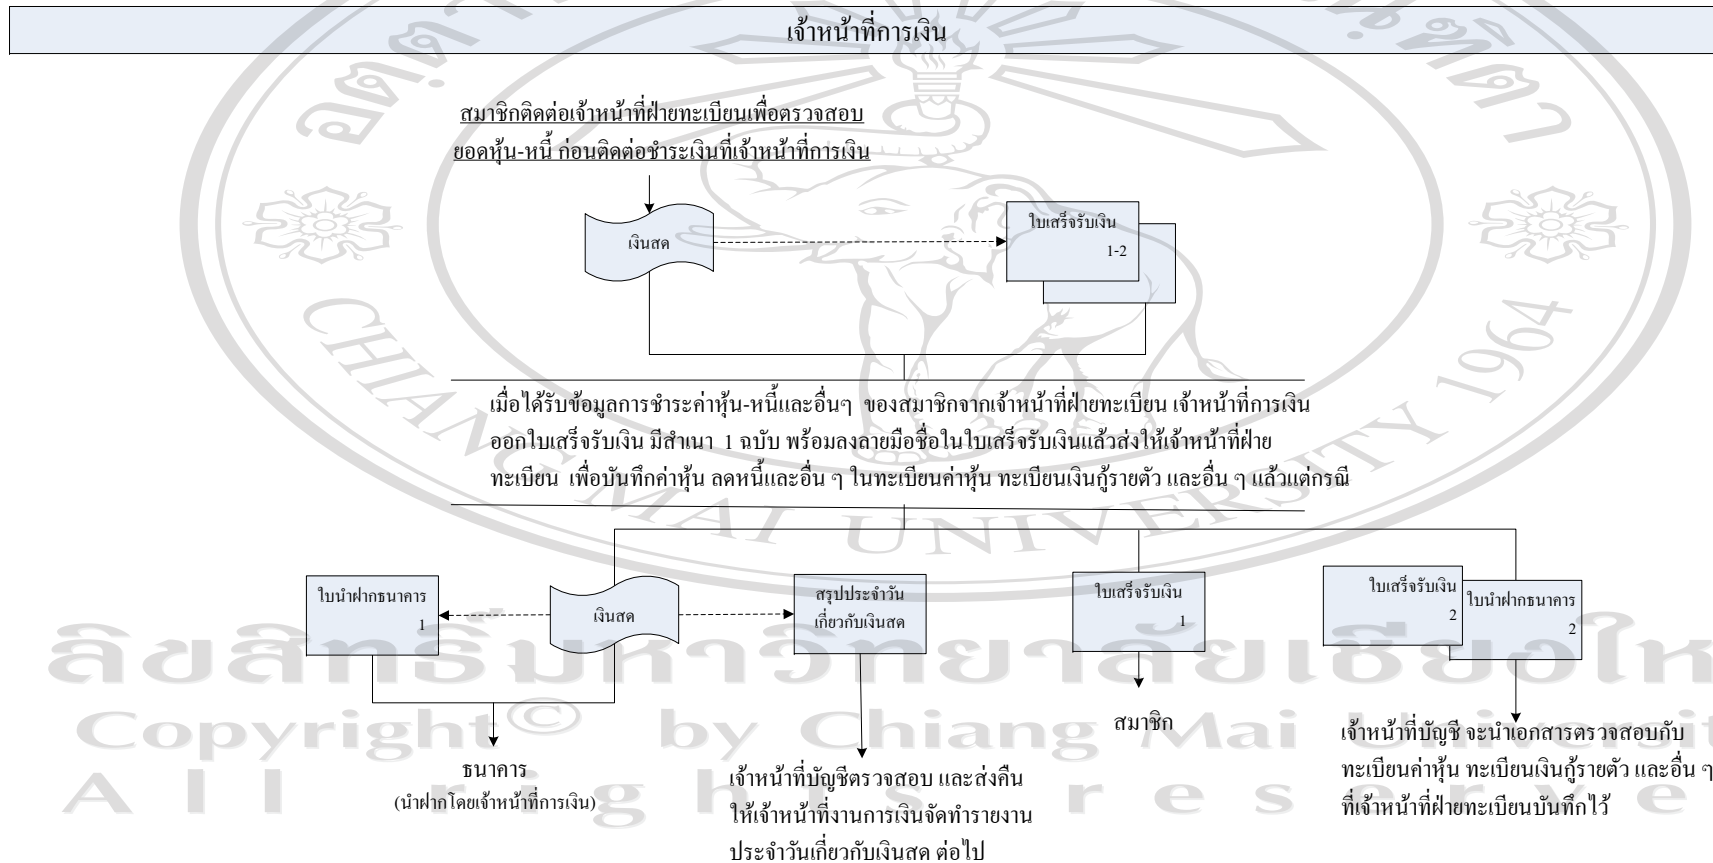 เจ้าหน้าที่การเงิน
สมาชิกติดต่อเจ้าหน้าที่ฝ่ายทะเบียนเพื่อตรวจสอบ
ยอดหุ้น-หนี้ ก่อนติดต่อชำระเงินที่เจ้าหน้าที่การเงิน
เงินสด
ใบเสร็จรับเงิน
1-2
เมื่อได้รับข้อมูลการชำระค่าหุ้น-หนี้และอื่นๆ ของสมาชิกจากเจ้าหน้าที่ฝ่ายทะเบียน เจ้าหน้าที่การเงิน
ออกใบเสร็จรับเงิน มีสำเนา 1 ฉบับ พร้อมลงลายมือชื่อในใบเสร็จรับเงินแล้วส่งให้เจ้าหน้าที่ฝ่าย
ทะเบียน เพื่อบันทึกค่าหุ้น ลดหนี้และอื่น ๆ ในทะเบียนค่าหุ้น ทะเบียนเงินกู้รายตัว และอื่น ๆ แล้วแต่กรณี
ใบนำฝากธนาคาร
1
เงินสด
สรุปประจำวัน
เกี่ยวกับเงินสด
ใบเสร็จรับเงิน
1
ใบเสร็จรับเงิน
2
ใบนำฝากธนาคาร
2
ธนาคาร
(นำฝากโดยเจ้าหน้าที่การเงิน)
เจ้าหน้าที่บัญชีตรวจสอบ และส่งคืน
ให้เจ้าหน้าที่งานการเงินจัดทำรายงาน
ประจำวันเกี่ยวกับเงินสด ต่อไป
สมาชิก
เจ้าหน้าที่บัญชี จะนำเอกสารตรวจสอบกับ
ทะเบียนค่าหุ้น ทะเบียนเงินกู้รายตัว และอื่น ๆ
ที่เจ้าหน้าที่ฝ่ายทะเบียนบันทึกไว้
CHIANG MAI UNIVERSITY 1964
ลิขสิทธิ์มหาวิทยาลัยเชียงให
Copyright© by Chiang Mai Universit
All rights reserve